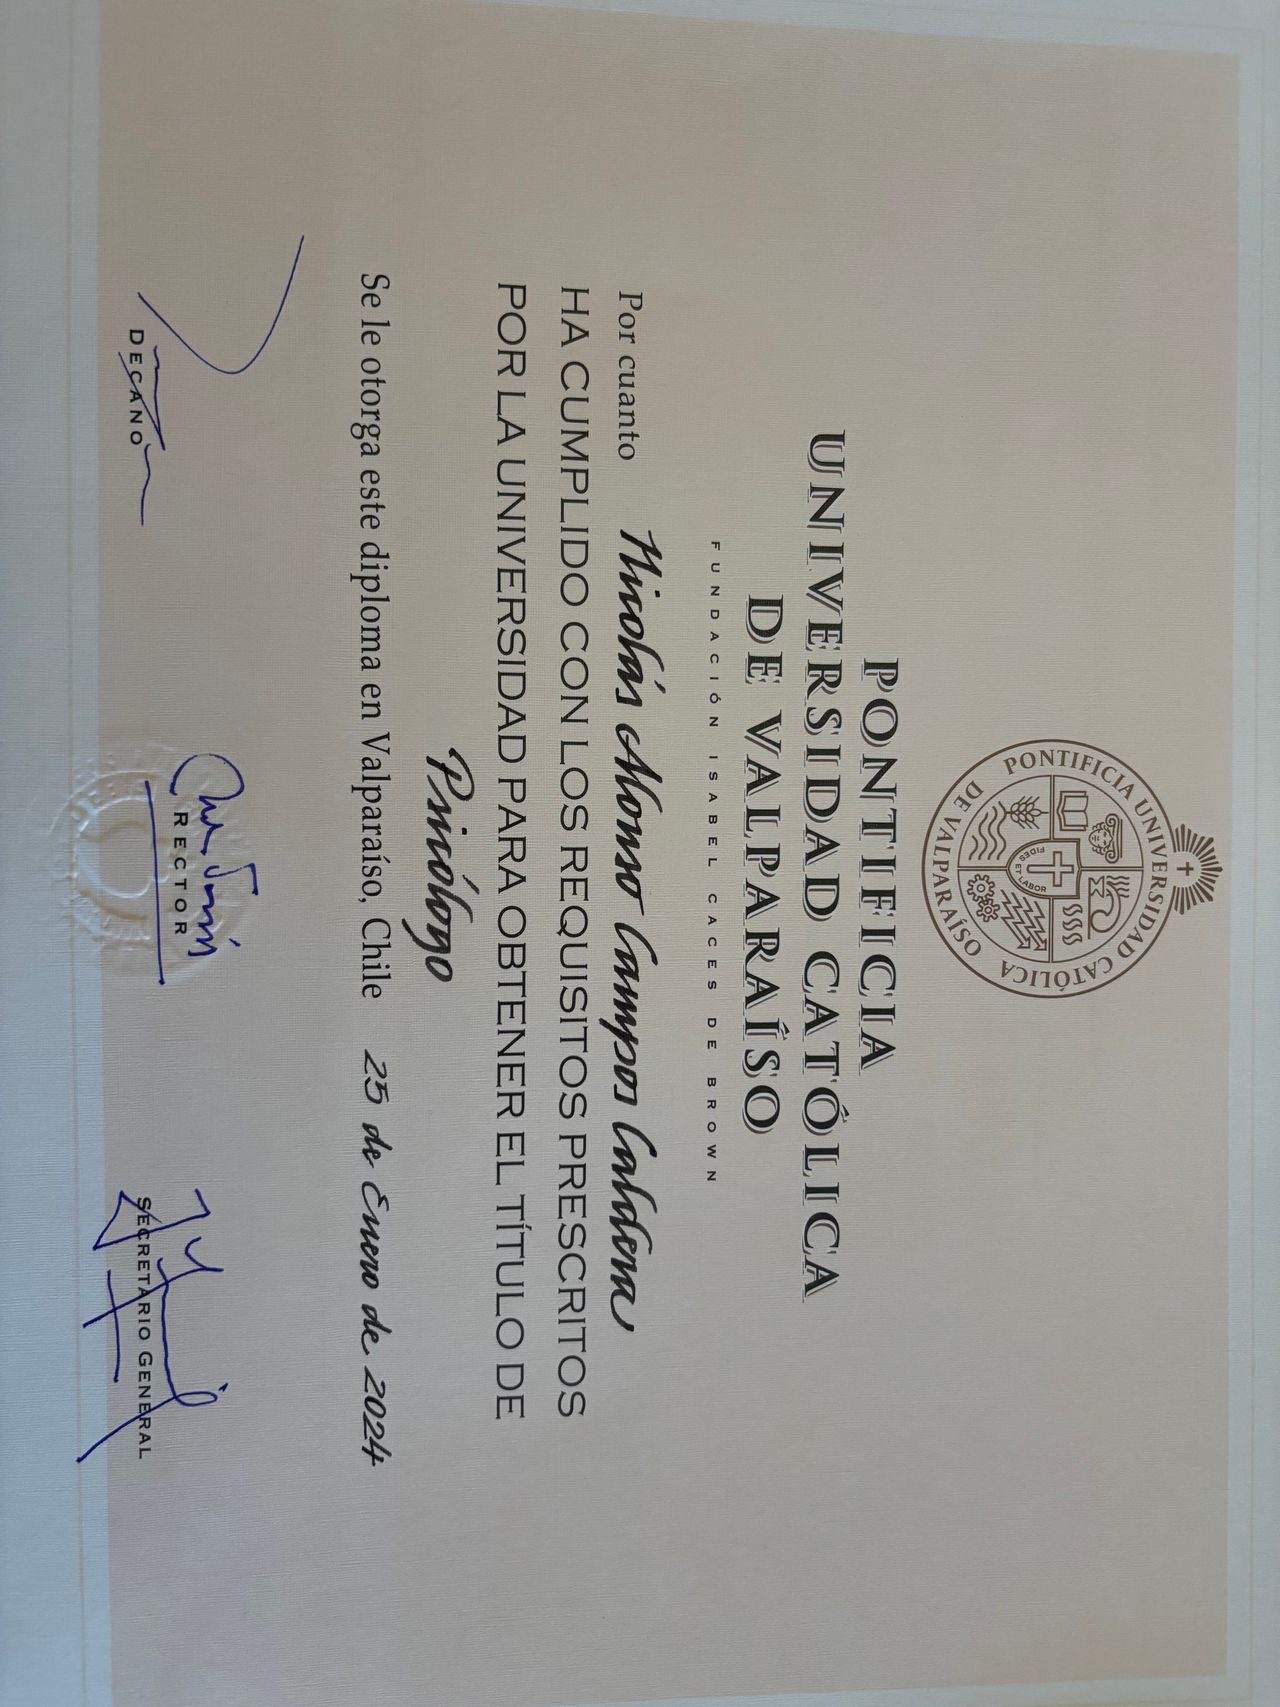 PONTIFICIA UNIVERSIDAD CATÓLICA
DE VALPARAÍSO
FIDES ET LABOR
PONTIFICIA
UNIVERSIDAD CATÓLICA
DE VALPARAÍSO
FUNDACIÓN ISABEL CACES DE BROWN
Por cuanto Nicolás Alonso Campos Caldera
HA CUMPLIDO CON LOS REQUISITOS PRESCRITOS
POR LA UNIVERSIDAD PARA OBTENER EL TÍTULO DE
Psicólogo
Se le otorga este diploma en Valparaíso, Chile 25 de Enero de 2024
DECANO
RECTOR
SECRETARIO GENERAL